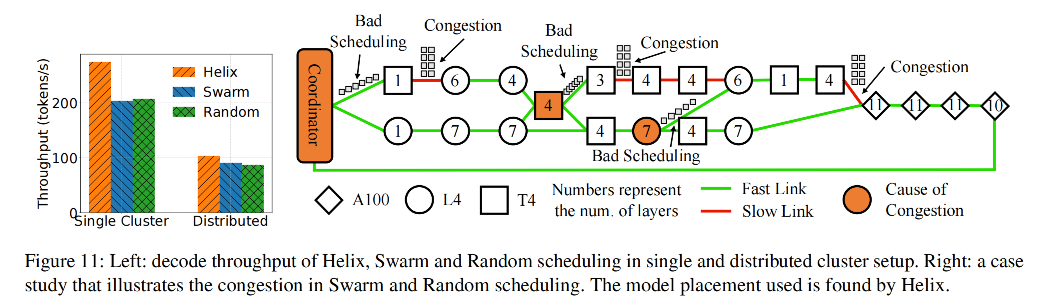 Throughput (tokens/s)
200
100
0
Helix
Swarm
Random
Single Cluster
Distributed
Bad
Scheduling
Congestion
Bad
Scheduling
Congestion
Congestion
Coordinator
1
6
4
4
3
4
4
6
1
4
11
11
11
10
1
7
7
4
7
4
7
Bad Scheduling
A100
L4
T4
Numbers represent
the num. of layers
Fast Link
Slow Link
Cause of
Congestion
Figure 11: Left: decode throughput of Helix, Swarm and Random scheduling in single and distributed cluster setup. Right: a case
study that illustrates the congestion in Swarm and Random scheduling. The model placement used is found by Helix.